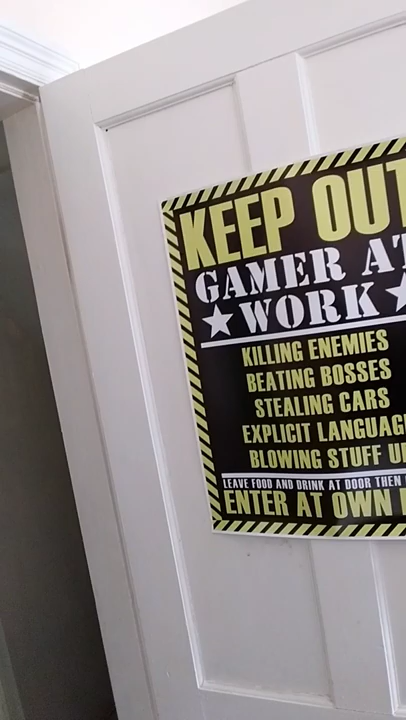 KEEP OUT
GAMER AT
WORK
KILLING ENEMIES
BEATING BOSSES
STEALING CARS
EXPLICIT LANGUAGE
BLOWING STUFF UP
LEAVE FOOD AND DRINK AT DOOR THEN
ENTER AT OWN